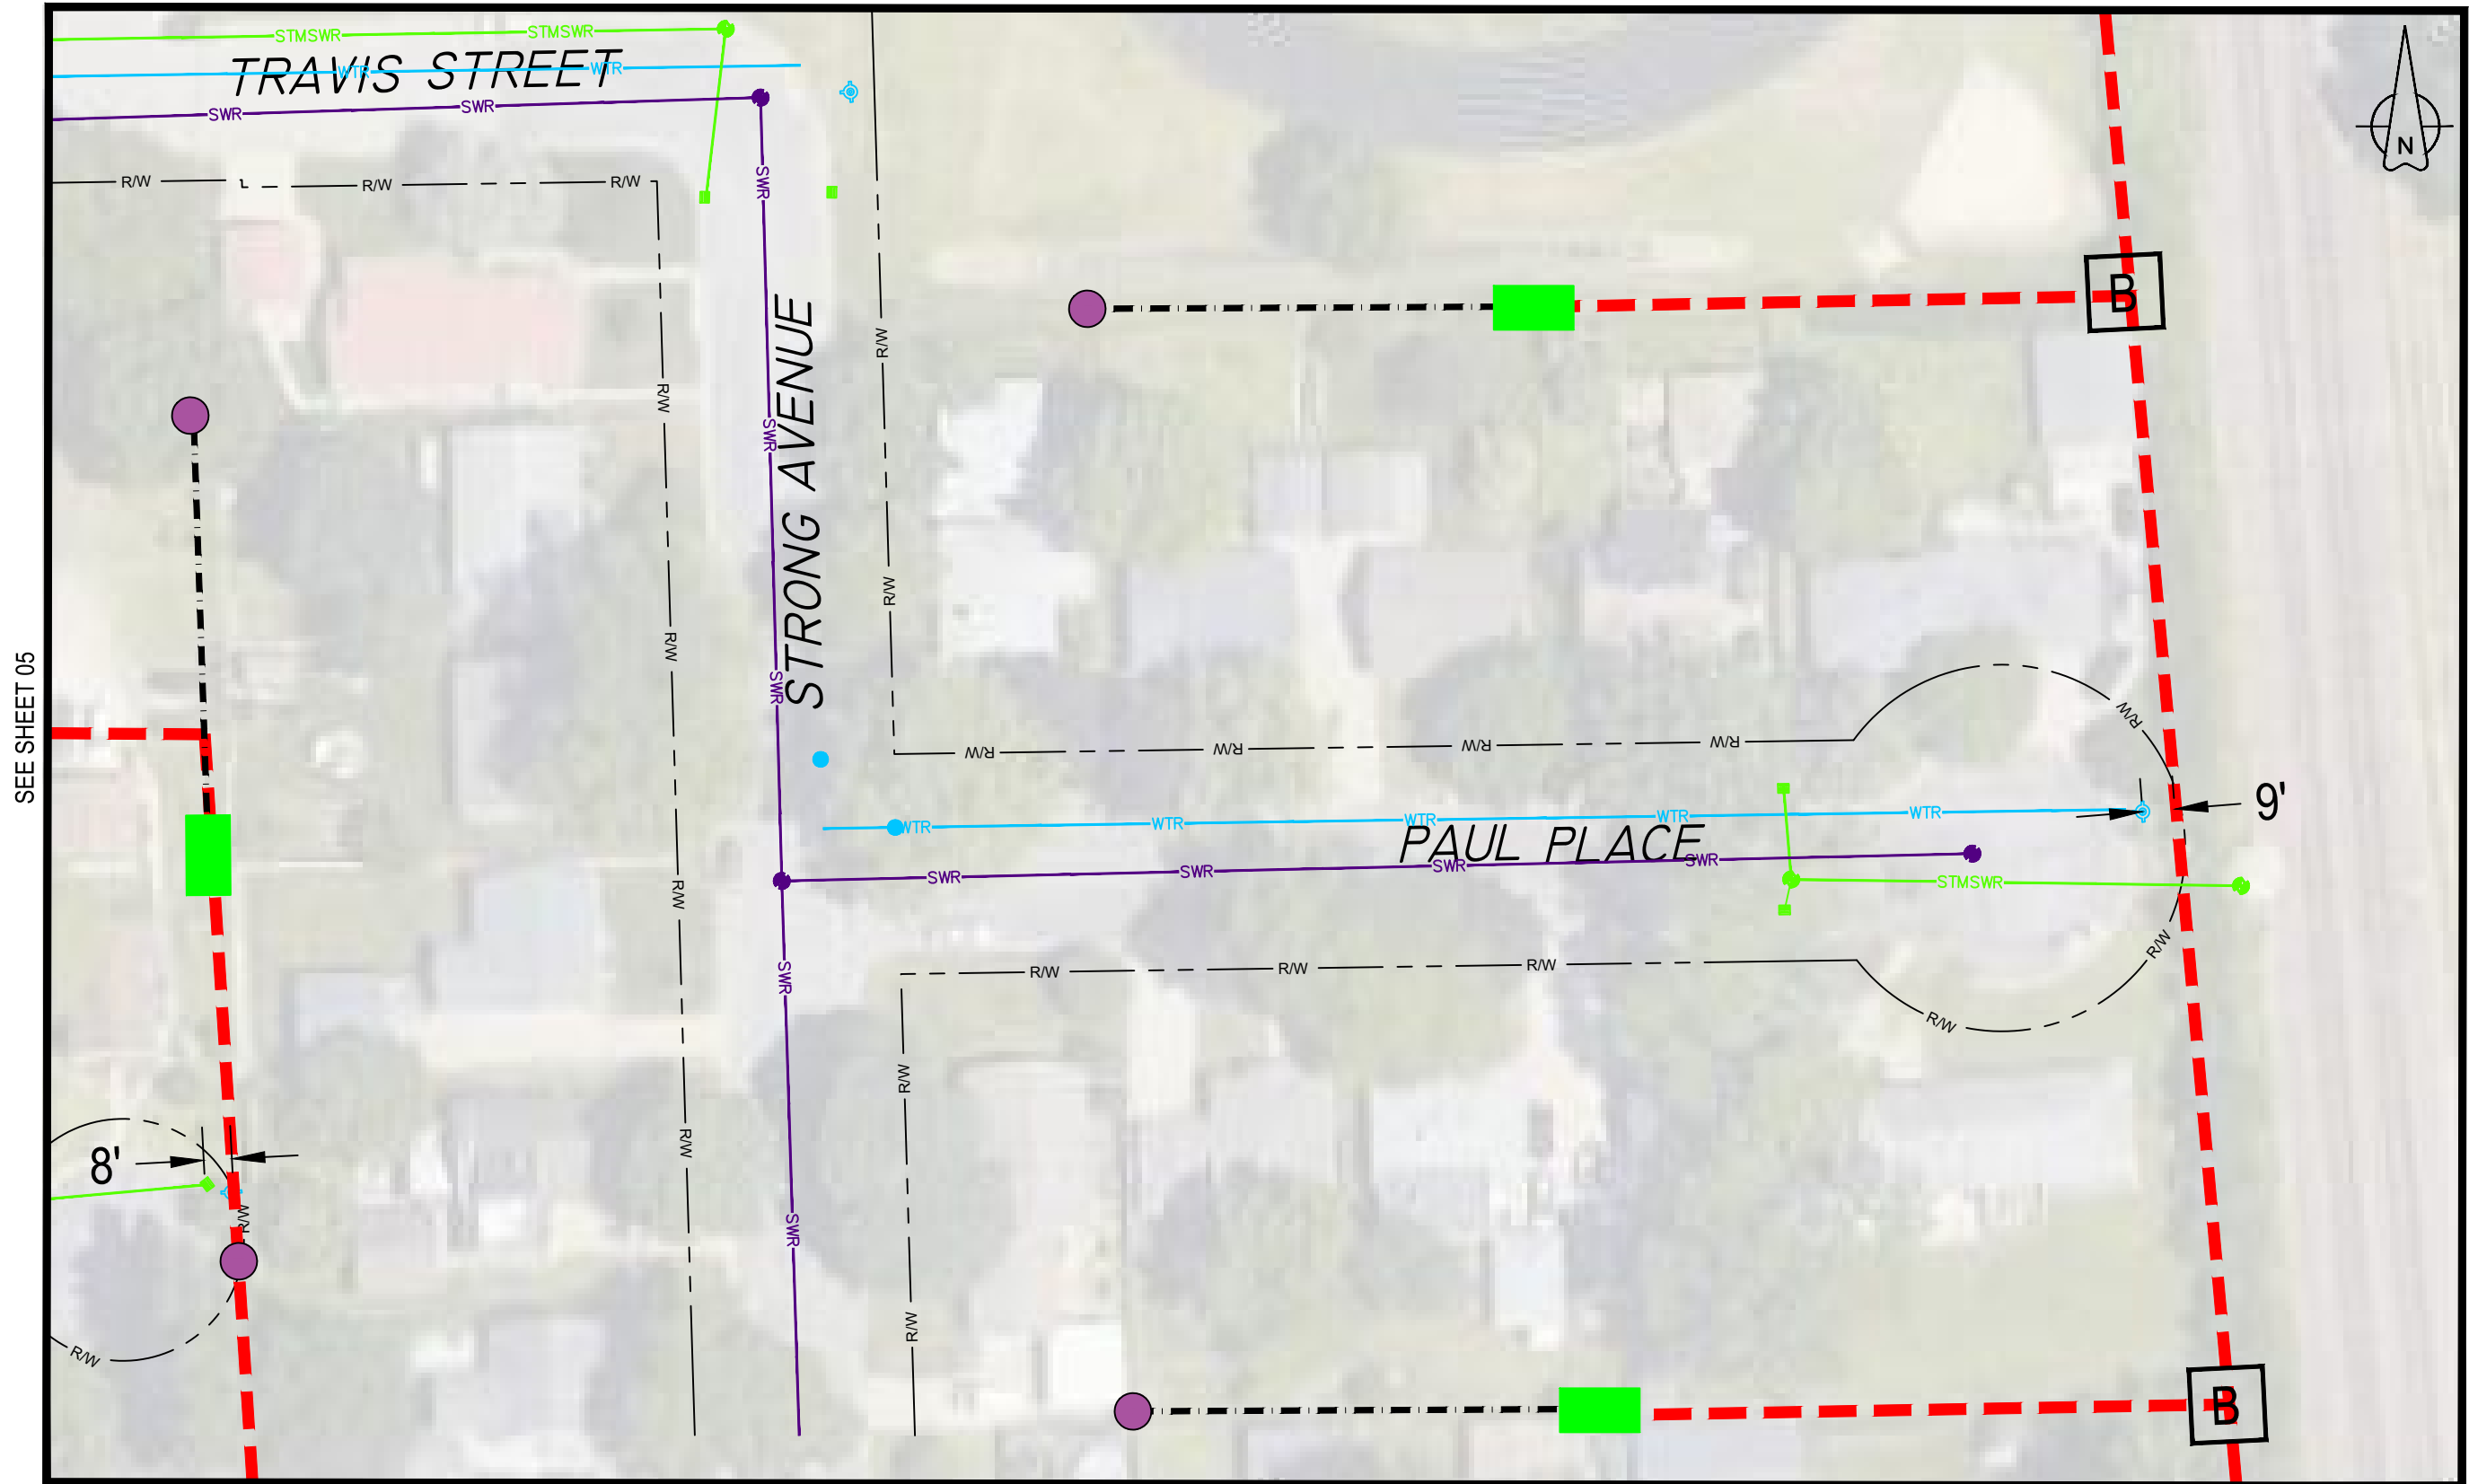 STMSWR STMSWR
TRAVIS STREET
WTR WTR
SWR SWR
N
R/W R/W R/W
SWR
B
STRONG AVENUE
R/W
R/W
SWR
R/W
R/W
SEE SHEET 05
SWR
R/W
R/W R/W R/W R/W
9'
WTR WTR WTR WTR WTR
PAUL PLACE
SWR SWR SWR SWR
STMSWR
R/W
R/W
SWR
R/W R/W R/W
R/W
R/W
8'
R/W
R/W
SWR
R/W
R/W
B